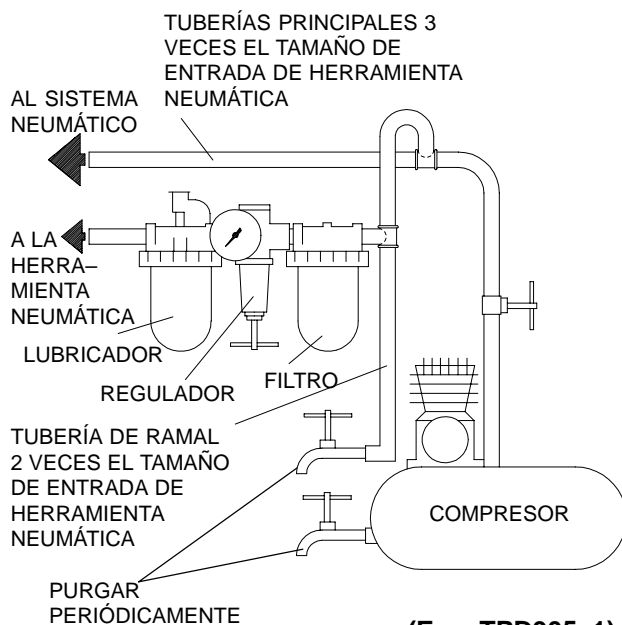 TUBERÍAS PRINCIPALES 3
VECES EL TAMAÑO DE
ENTRADA DE HERRAMIENTA
NEUMÁTICA
AL SISTEMA
NEUMÁTICO
A LA
HERRA–
MIENTA
NEUMÁTICA
LUBRICADOR
REGULADOR
FILTRO
TUBERÍA DE RAMAL
2 VECES EL TAMAÑO
DE ENTRADA DE
HERRAMIENTA
NEUMÁTICA
COMPRESOR
PURGAR
PERIÓDICAMENTE